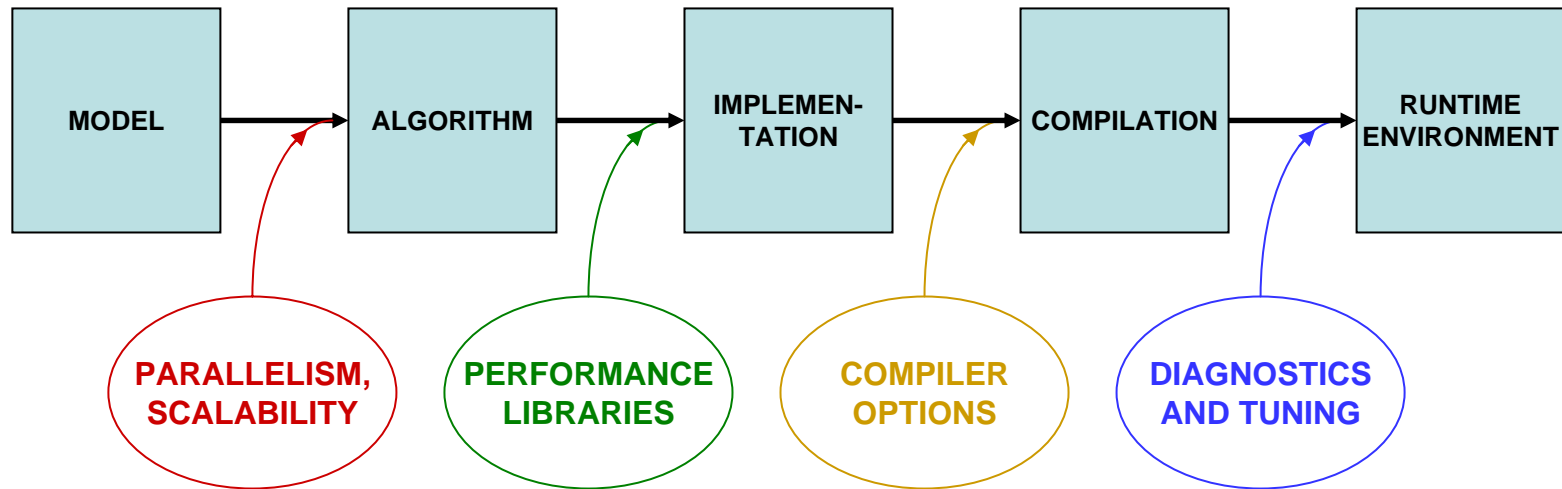 MODEL
ALGORITHM
IMPLEMEN-
TATION
COMPILATION
RUNTIME
ENVIRONMENT
PARALLELISM,
SCALABILITY
PERFORMANCE
LIBRARIES
COMPILER
OPTIONS
DIAGNOSTICS
AND TUNING